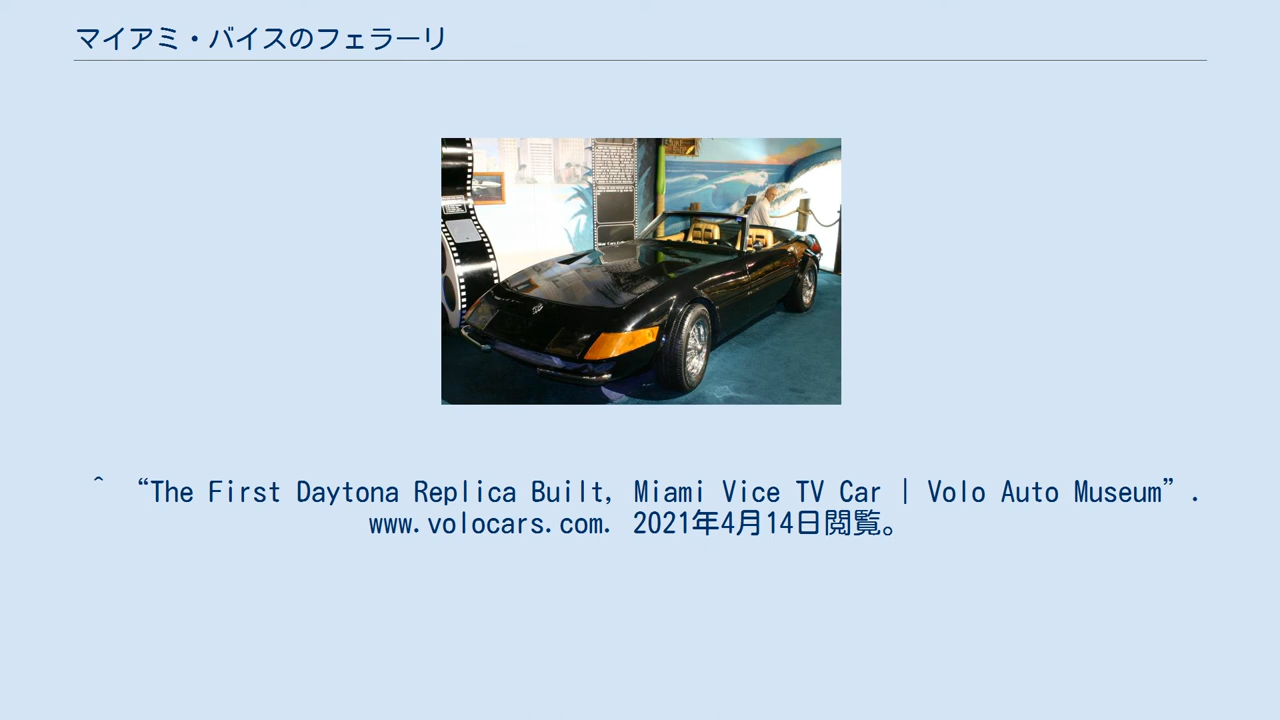 マイアミ・バイスのフェラーリ
^ “The First Daytona Replica Built, Miami Vice TV Car | Volo Auto Museum”.
www.volocars.com. 2021年4月14日閲覧。